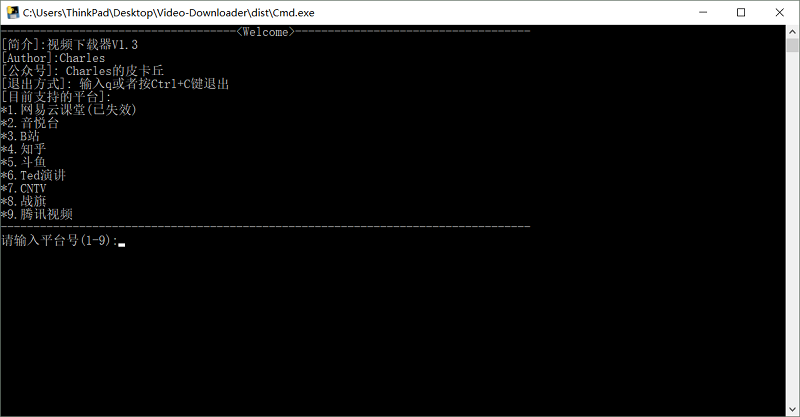 C:\Users\ThinkPad\Desktop\Video-Downloader\dist\Cmd.exe
------------------------------------<Welcome>------------------------------------
[简介]:视频下载器V1.3
[Author]:Charles
[公众号]: Charles的皮卡丘
[退出方式]: 输入q或者按Ctrl+C键退出
[目前支持的平台]:
*1.网易云课堂(已失效)
*2.音悦台
*3.B站
*4.知乎
*5.斗鱼
*6.Ted演讲
*7.CNTV
*8.战旗
*9.腾讯视频
---------------------------------------------------------------------------------
请输入平台号(1-9):